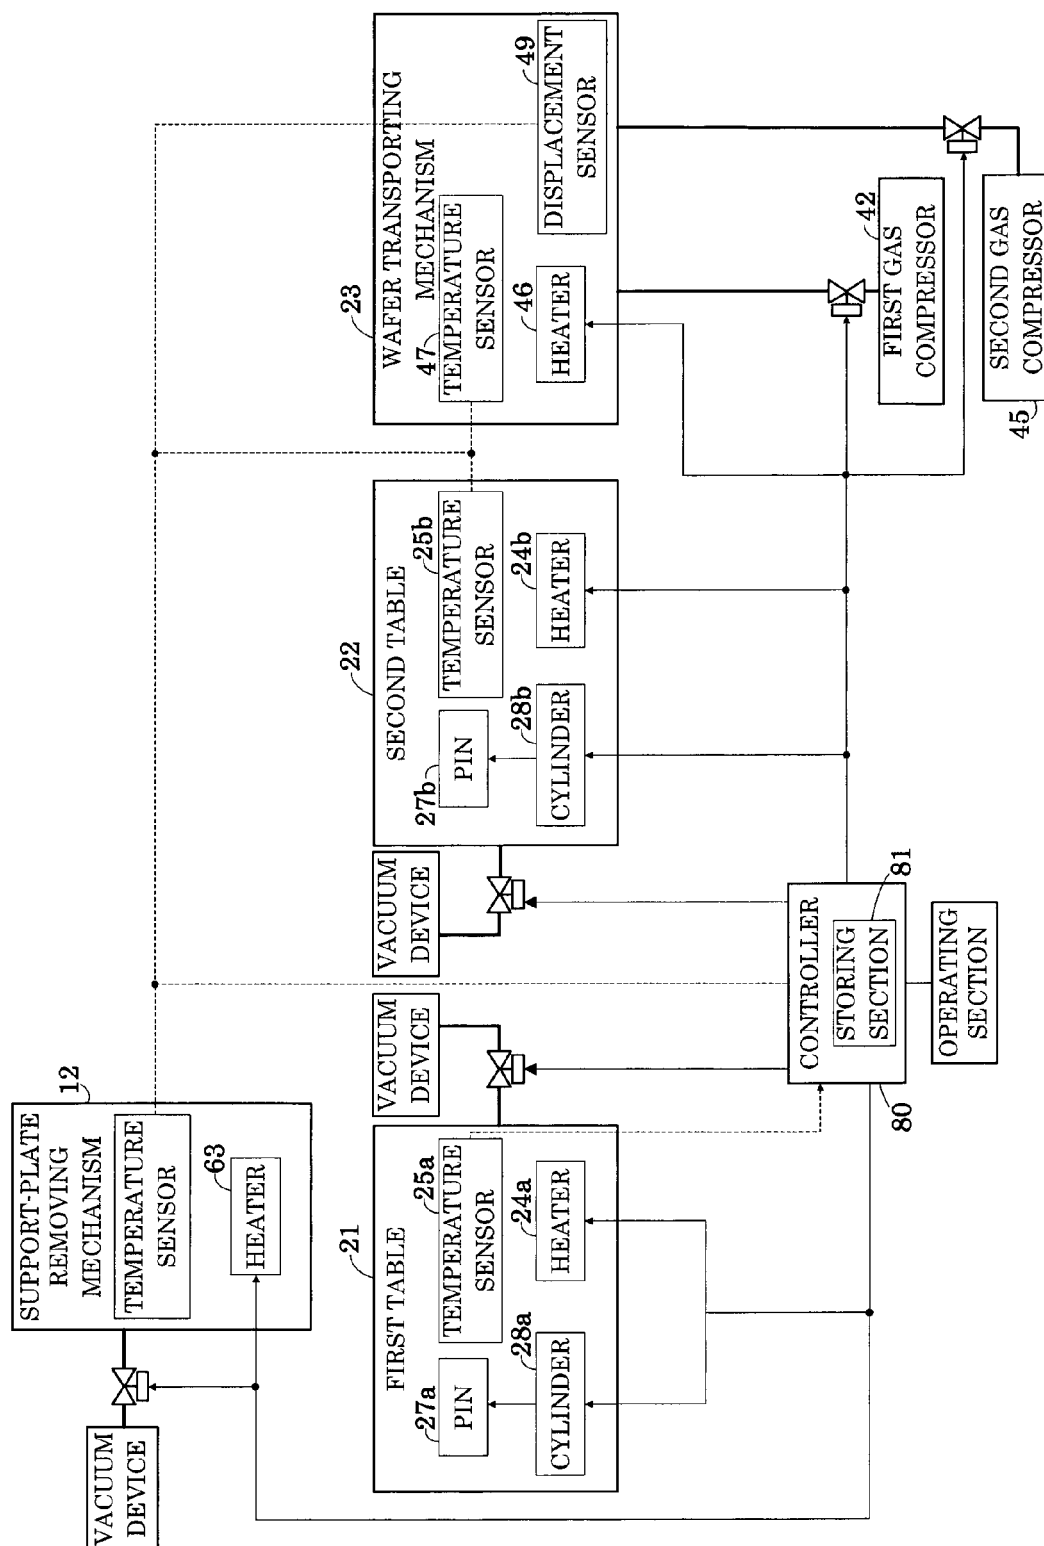 VACUUM
DEVICE
12
SUPPORT-PLATE
REMOVING
MECHANISM
TEMPERATURE
SENSOR
63
HEATER
21
FIRST TABLE
27a
PIN
25a
TEMPERATURE
SENSOR
28a
CYLINDER
24a
HEATER
VACUUM
DEVICE
VACUUM
DEVICE
22
SECOND TABLE
27b
PIN
25b
TEMPERATURE
SENSOR
28b
CYLINDER
24b
HEATER
23
WAFER TRANSPORTING
MECHANISM
47
TEMPERATURE
SENSOR
49
DISPLACEMENT
SENSOR
46
HEATER
80
CONTROLLER
81
STORING
SECTION
OPERATING
SECTION
42
FIRST GAS
COMPRESSOR
45
SECOND GAS
COMPRESSOR